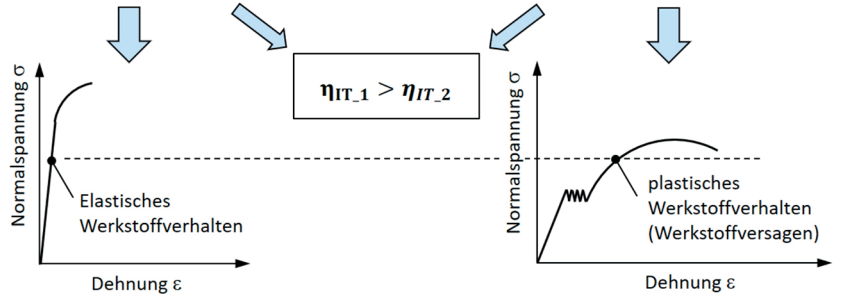 η_IT_1 > η_IT_2
Normalspannung σ
Elastisches
Werkstoffverhalten
Dehnung ε
Normalspannung σ
plastisches
Werkstoffverhalten
(Werkstoffversagen)
Dehnung ε